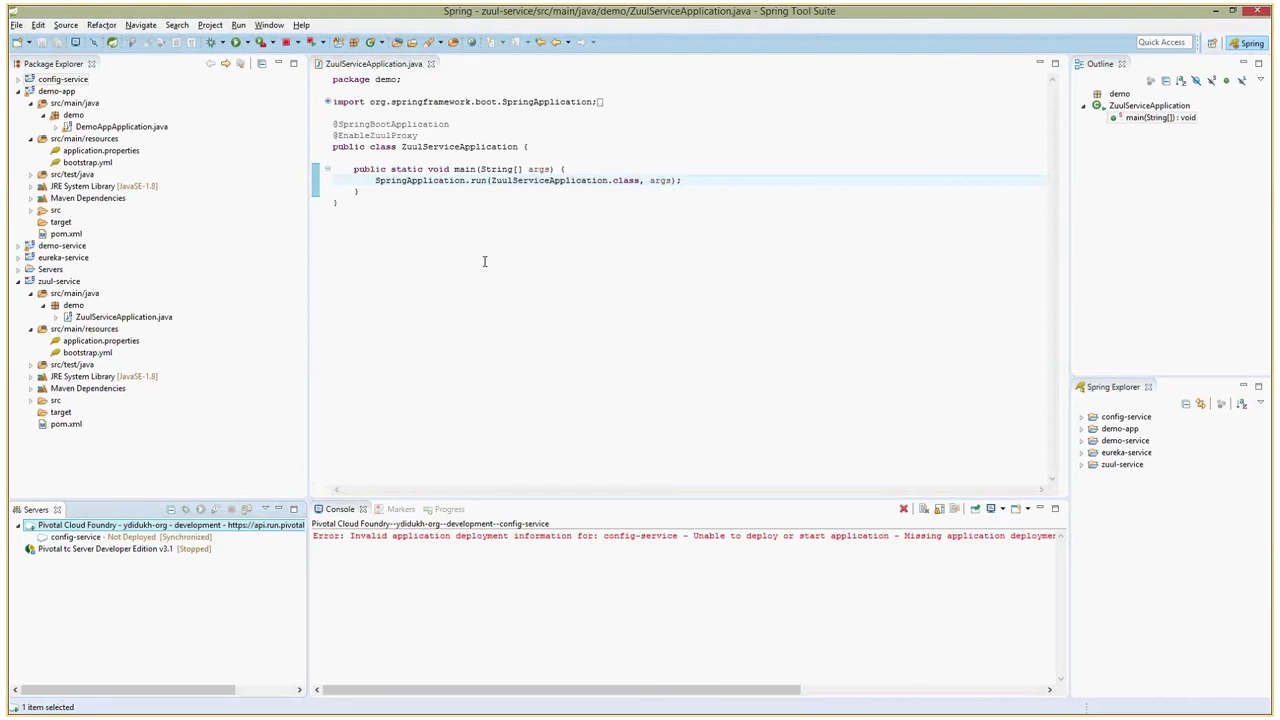 Spring - zuul-service/src/main/java/demo/ZuulServiceApplication.java - Spring Tool Suite
File Edit Source Refactor Navigate Search Project Run Window Help
Quick Access
Spring
Package Explorer
config-service
demo-app
src/main/java
demo
DemoAppApplication.java
src/main/resources
application.properties
bootstrap.yml
src/test/java
JRE System Library [JavaSE-1.8]
Maven Dependencies
src
target
pom.xml
demo-service
eureka-service
Servers
zuul-service
src/main/java
demo
ZuulServiceApplication.java
src/main/resources
application.properties
bootstrap.yml
src/test/java
JRE System Library [JavaSE-1.8]
Maven Dependencies
src
target
pom.xml
ZuulServiceApplication.java
package demo;
import org.springframework.boot.SpringApplication;
@SpringBootApplication
@EnableZuulProxy
public class ZuulServiceApplication {
public static void main(String[] args) {
SpringApplication.run(ZuulServiceApplication.class, args);
}
}
Outline
demo
ZuulServiceApplication
main(String[]) : void
Spring Explorer
config-service
demo-app
demo-service
eureka-service
zuul-service
Servers
Pivotal Cloud Foundry - ydidukh-org - development - https://api.run.pivotal
config-service - Not Deployed [Synchronized]
Pivotal tc Server Developer Edition v3.1 [Stopped]
Console Markers Progress
Pivotal Cloud Foundry--ydidukh-org--development--config-service
Error: Invalid application deployment information for: config-service - Unable to deploy or start application - Missing application deployme
1 item selected